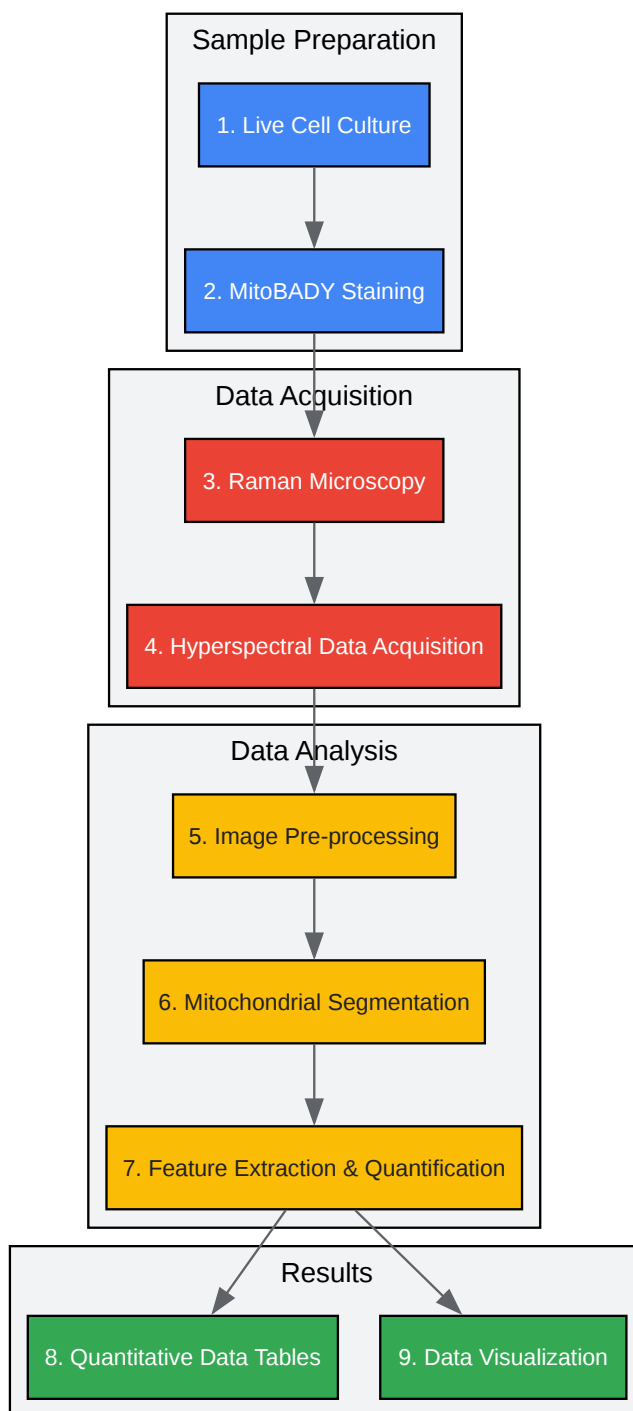 Sample Preparation
1. Live Cell Culture
2. MitoBADY Staining
Data Acquisition
3. Raman Microscopy
4. Hyperspectral Data Acquisition
Data Analysis
5. Image Pre-processing
6. Mitochondrial Segmentation
7. Feature Extraction & Quantification
Results
8. Quantitative Data Tables
9. Data Visualization